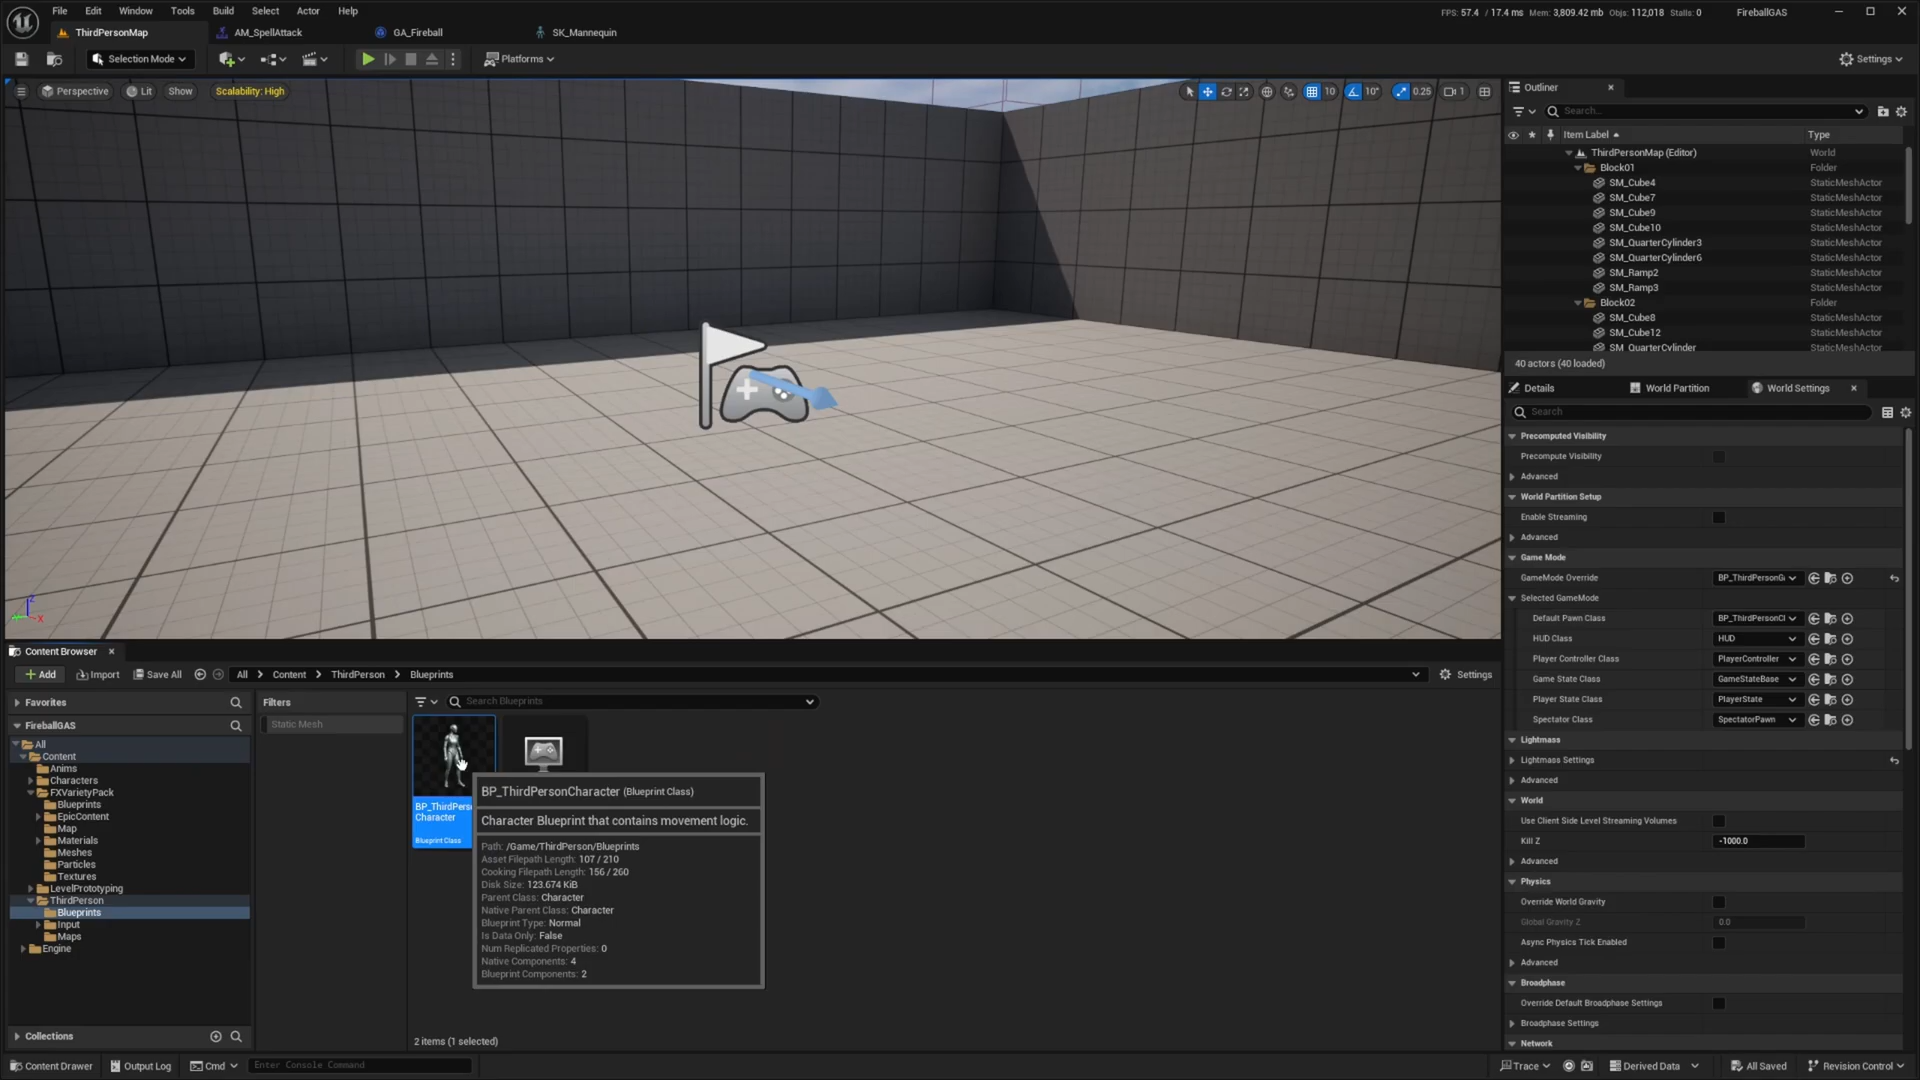 File Edit Window Tools Build Select Actor Help
FPS: 57.4 / 17.4 ms Mem: 3,809.42 mb Objs: 112,018 Stalls: 0 FireballGAS
ThirdPersonMap AM_SpellAttack GA_Fireball SK_Mannequin
Selection Mode Platforms Settings
Perspective Lit Show Scalability: High 10 10° 0.25 1
Z
X
Outliner
Search...
Item Label Type
ThirdPersonMap (Editor) World
Block01 Folder
SM_Cube4 StaticMeshActor
SM_Cube7 StaticMeshActor
SM_Cube9 StaticMeshActor
SM_Cube10 StaticMeshActor
SM_QuarterCylinder3 StaticMeshActor
SM_QuarterCylinder6 StaticMeshActor
SM_Ramp2 StaticMeshActor
SM_Ramp3 StaticMeshActor
Block02 Folder
SM_Cube8 StaticMeshActor
SM_Cube12 StaticMeshActor
SM_QuarterCylinder StaticMeshActor
40 actors (40 loaded)
Details World Partition World Settings
Search
Precomputed Visibility
Precompute Visibility
Advanced
World Partition Setup
Enable Streaming
Advanced
Game Mode
GameMode Override BP_ThirdPersonG
Selected GameMode
Default Pawn Class BP_ThirdPersonCl
HUD Class HUD
Player Controller Class PlayerController
Game State Class GameStateBase
Player State Class PlayerState
Spectator Class SpectatorPawn
Lightmass
Lightmass Settings
Advanced
World
Use Client Side Level Streaming Volumes
Kill Z -1000.0
Advanced
Physics
Override World Gravity
Global Gravity Z 0.0
Async Physics Tick Enabled
Advanced
Broadphase
Override Default Broadphase Settings
Broadphase Settings
Network
Content Browser
Add Import Save All All Content ThirdPerson Blueprints Settings
Favorites
FireballGAS
All
Content
Anims
Characters
FXVarietyPack
Blueprints
EpicContent
Map
Materials
Meshes
Particles
Textures
LevelPrototyping
ThirdPerson
Blueprints
Input
Maps
Engine
Collections
Filters
Static Mesh
Search Blueprints
BP_ThirdPerso
Character
Blueprint Class
BP_ThirdPersonCharacter (Blueprint Class)
Character Blueprint that contains movement logic.
Path: /Game/ThirdPerson/Blueprints
Asset Filepath Length: 107 / 210
Cooking Filepath Length: 156 / 260
Disk Size: 123.674 KiB
Parent Class: Character
Native Parent Class: Character
Blueprint Type: Normal
Is Data Only: False
Num Replicated Properties: 0
Native Components: 4
Blueprint Components: 2
2 items (1 selected)
Content Drawer Output Log Cmd Enter Console Command Trace Derived Data All Saved Revision Control